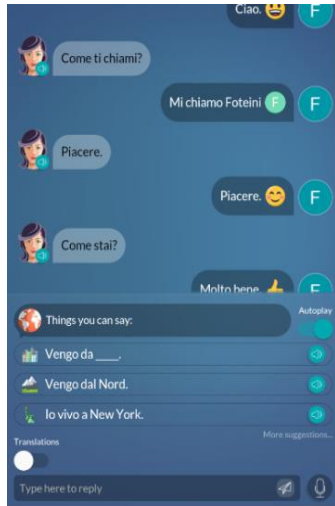 Ciao.
F
Come ti chiami?
Mi chiamo Foteini F
F
Piacere.
Piacere.
F
Come stai?
Molto bene
F
Things you can say:
Autoplay
Vengo da ____.
Vengo dal Nord.
Io vivo a New York.
More suggestions...
Translations
Type here to reply